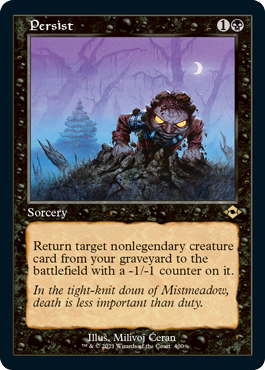 Persist 1
Sorcery
Return target nonlegendary creature
card from your graveyard to the
battlefield with a -1/-1 counter on it.
In the tight-knit doun of Mistmeadow,
death is less important than duty.
Illus. Milivoj Ćeran
™ & © 2021 Wizards of the Coast 400